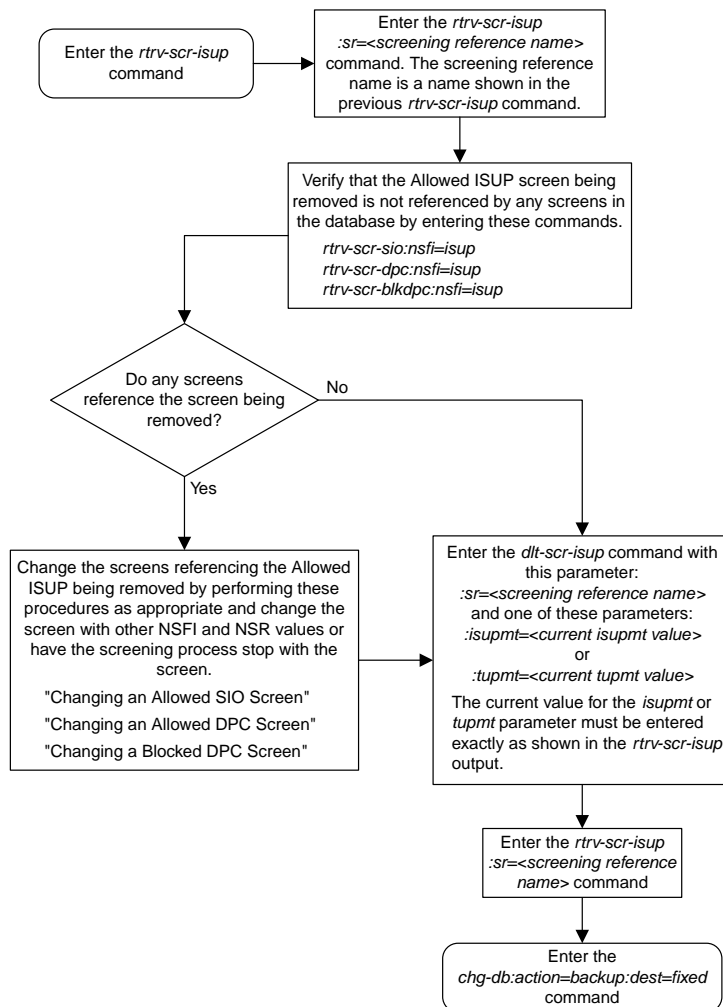 Enter the rtrv-scr-isup
command
Enter the rtrv-scr-isup
:sr=<screening reference name>
command. The screening reference
name is a name shown in the
previous rtrv-scr-isup command.
Verify that the Allowed ISUP screen being
removed is not referenced by any screens in
the database by entering these commands.
rtrv-scr-sio:nsfi=isup
rtrv-scr-dpc:nsfi=isup
rtrv-scr-blkdpc:nsfi=isup
Do any screens
reference the screen being
removed?
No
Yes
Change the screens referencing the Allowed
ISUP being removed by performing these
procedures as appropriate and change the
screen with other NSFI and NSR values or
have the screening process stop with the
screen.
"Changing an Allowed SIO Screen"
"Changing an Allowed DPC Screen"
"Changing a Blocked DPC Screen"
Enter the dlt-scr-isup command with
this parameter:
:sr=<screening reference name>
and one of these parameters:
:isupmt=<current isupmt value>
or
:tupmt=<current tupmt value>
The current value for the isupmt or
tupmt parameter must be entered
exactly as shown in the rtrv-scr-isup
output.
Enter the rtrv-scr-isup
:sr=<screening reference
name> command
Enter the
chg-db:action=backup:dest=fixed
command